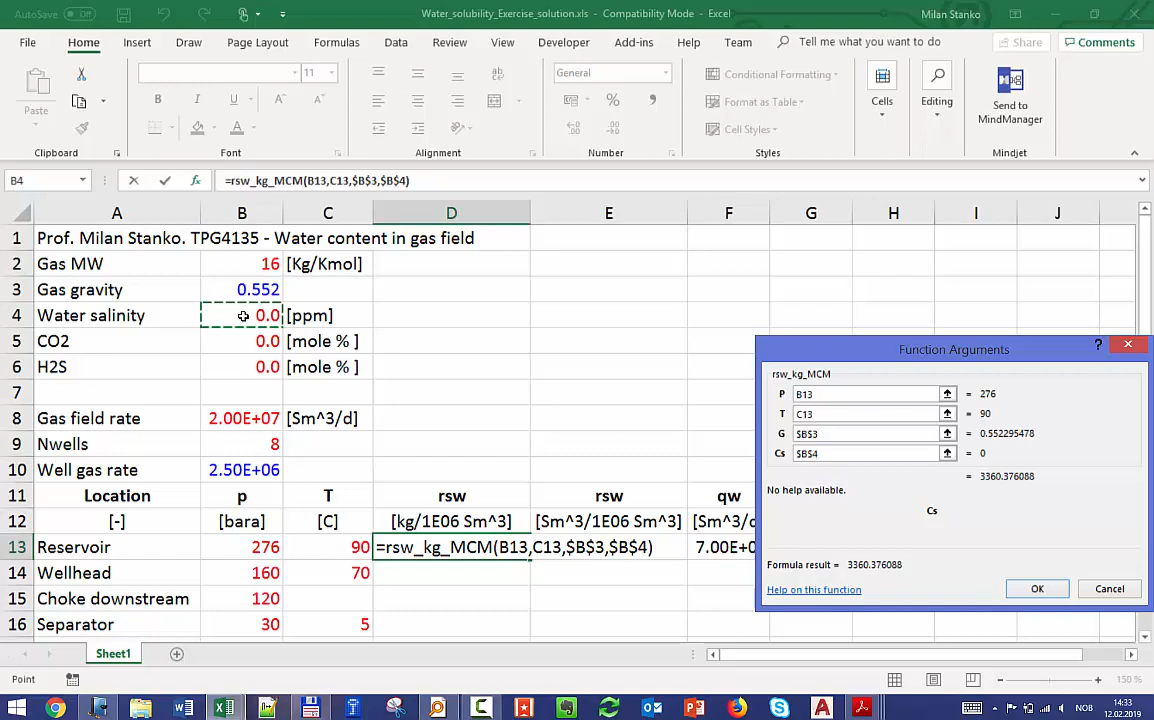 AutoSave Off Water_solubility_Exercise_solution.xls - Compatibility Mode - Excel Milan Stanko
File Home Insert Draw Page Layout Formulas Data Review View Developer Add-ins Help Team Tell me what you want to do Share Comments
Paste
11
B I U
General
% ,
Conditional Formatting
Format as Table
Cell Styles
Cells
Editing
Send to
MindManager
Clipboard Font Alignment Number Styles Mindjet
B4 fx =rsw_kg_MCM(B13,C13,$B$3,$B$4)
A B C D E F G H I J
1 Prof. Milan Stanko. TPG4135 - Water content in gas field
2 Gas MW 16 [Kg/Kmol]
3 Gas gravity 0.552
4 Water salinity 0.0 [ppm]
5 CO2 0.0 [mole % ]
6 H2S 0.0 [mole % ]
7
8 Gas field rate 2.00E+07 [Sm^3/d]
9 Nwells 8
10 Well gas rate 2.50E+06
11 Location p T rsw rsw qw
12 [-] [bara] [C] [kg/1E06 Sm^3] [Sm^3/1E06 Sm^3]
13 Reservoir 276 90 =rsw_kg_MCM(B13,C13,$B$3,$B$4)
14 Wellhead 160 70
15 Choke downstream 120
16 Separator 30 5
Function Arguments ?
rsw_kg_MCM
P B13 = 276
T C13 = 90
G $B$3 = 0.552295478
Cs $B$4 = 0
= 3360.376088
No help available.
Cs
Formula result = 3360.376088
Help on this function OK Cancel
Sheet1
Point 150 %
NOB 14:33
12.02.2019